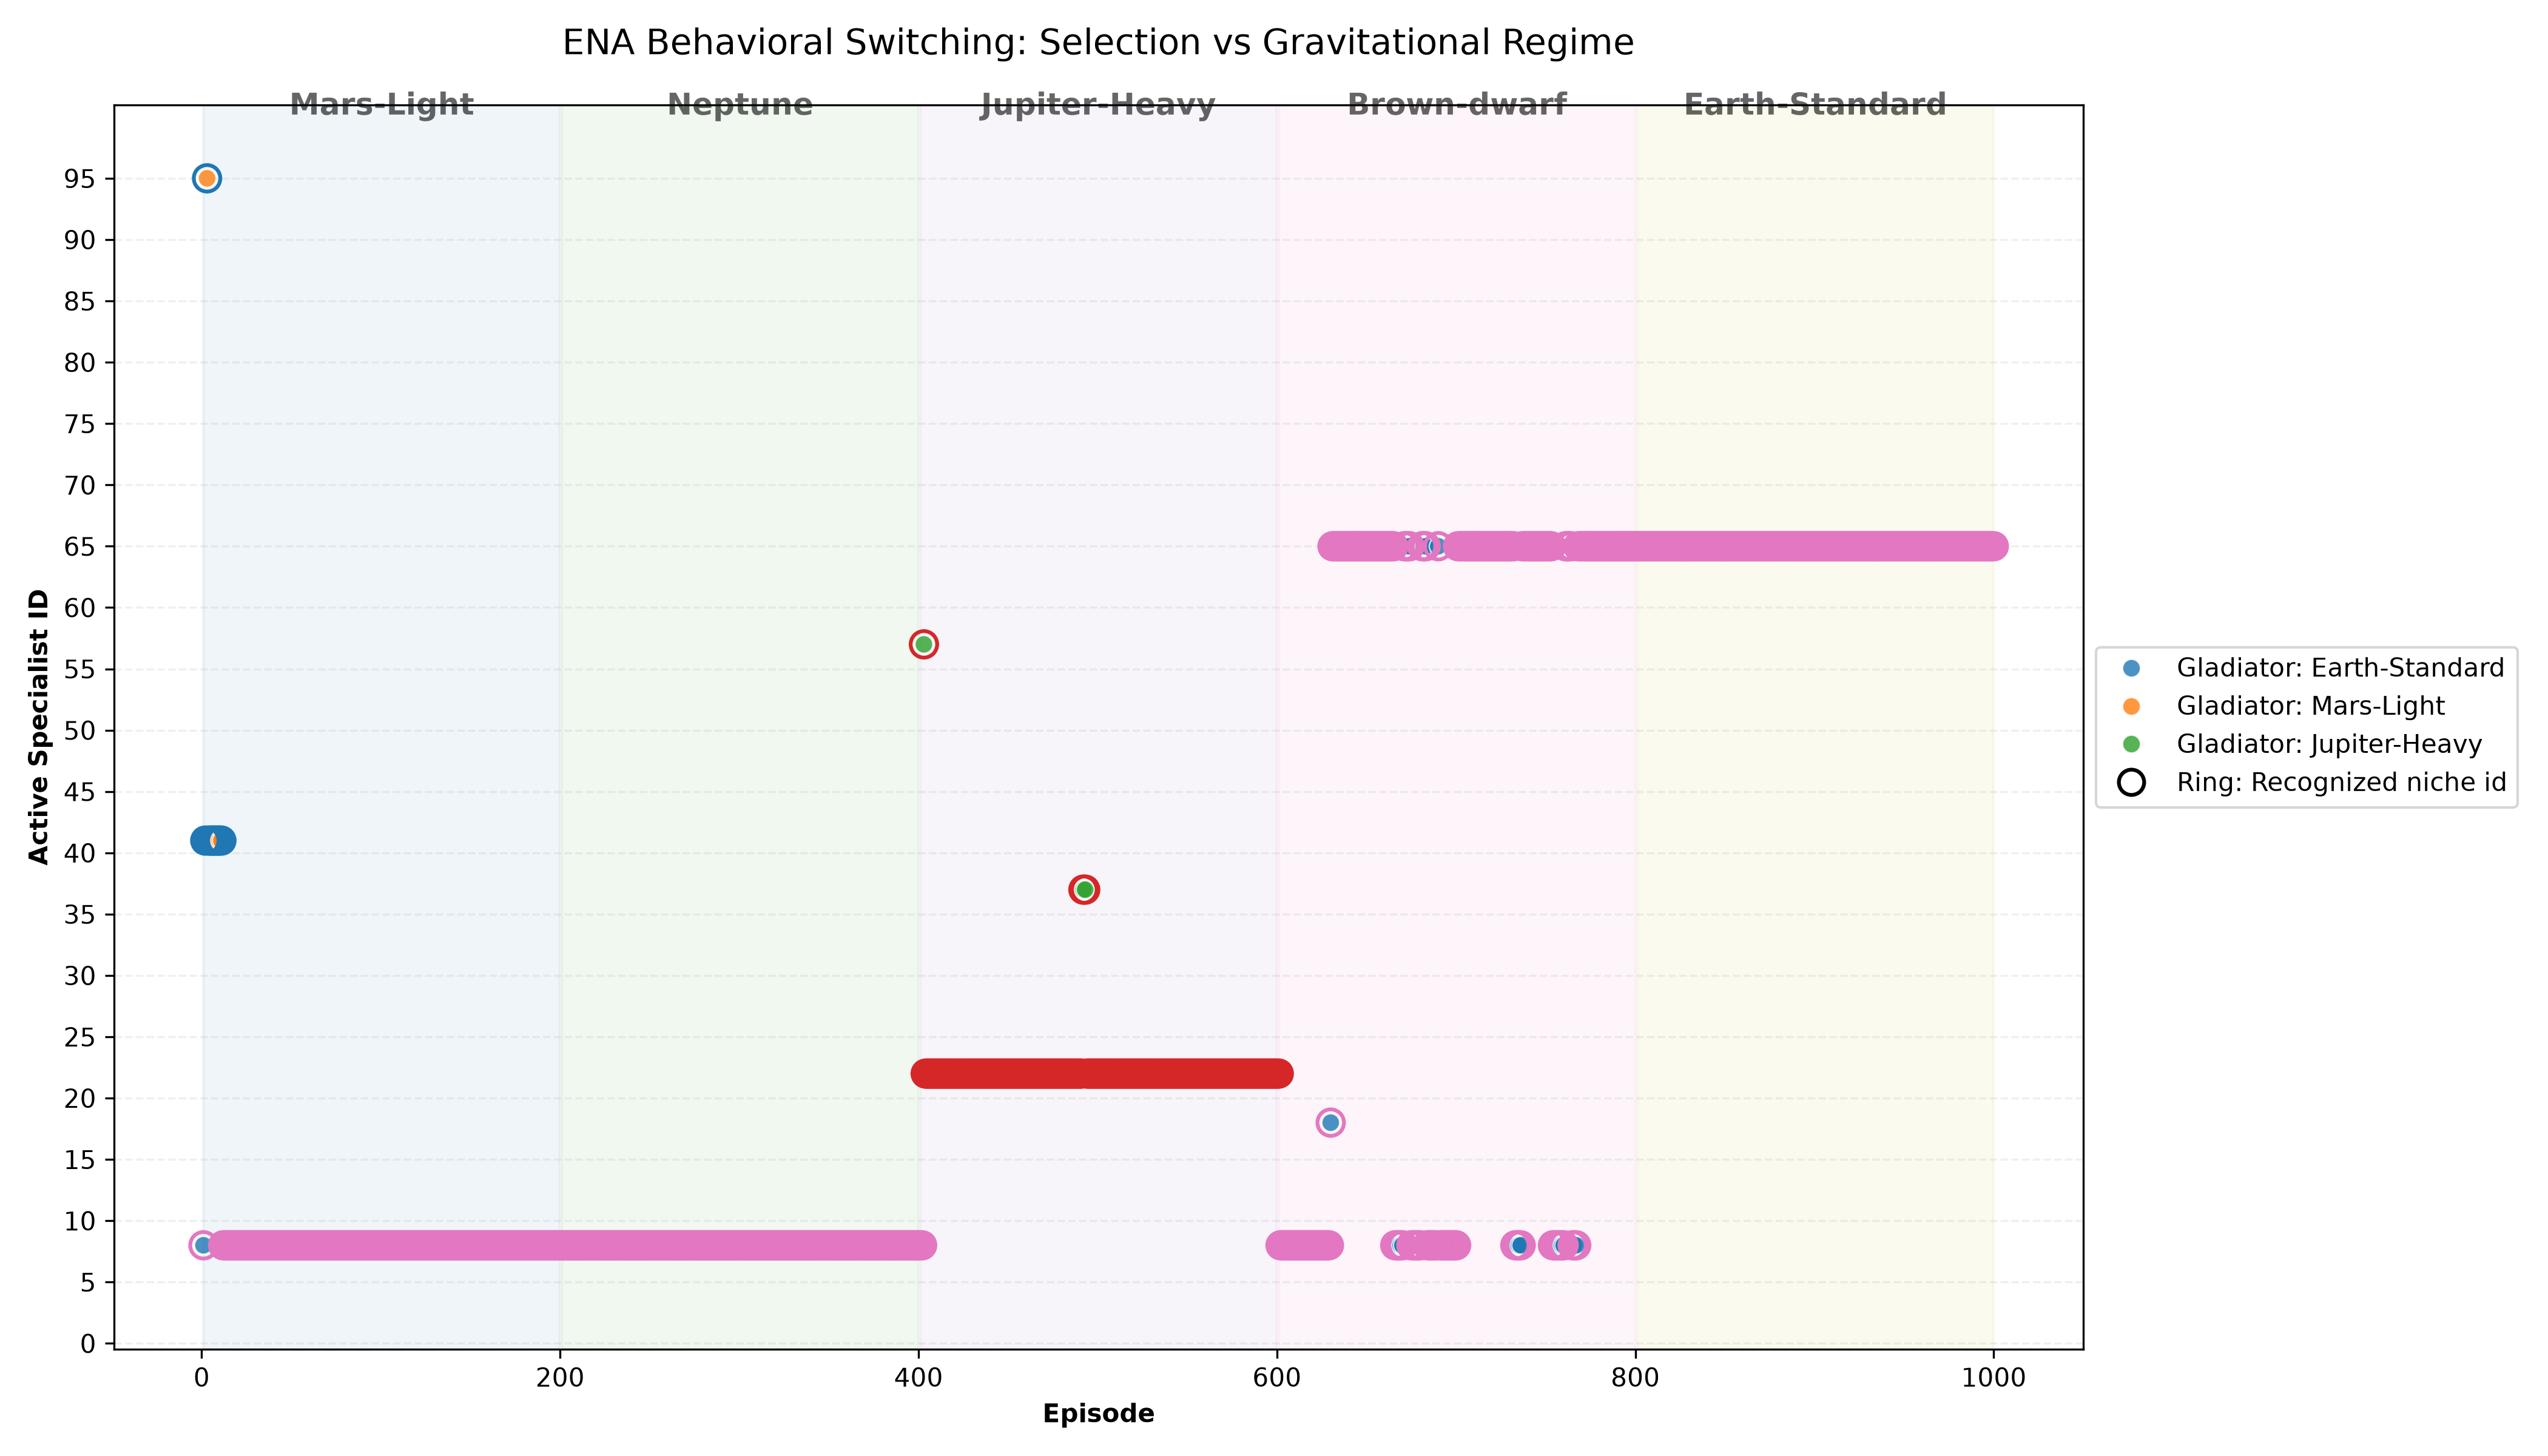 ENA Behavioral Switching: Selection vs Gravitational Regime
Mars-Light Neptune Jupiter-Heavy Brown-dwarf Earth-Standard
95
90
85
80
75
70
65
60
55
50
45
40
35
30
25
20
15
10
5
0
Active Specialist ID
0 200 400 600 800 1000
Episode
Gladiator: Earth-Standard
Gladiator: Mars-Light
Gladiator: Jupiter-Heavy
Ring: Recognized niche id